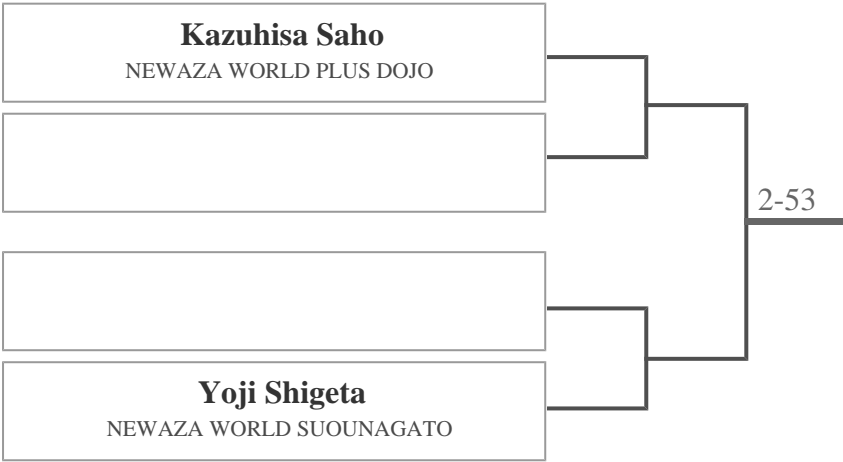 Kazuhisa Saho
NEWAZA WORLD PLUS DOJO
2-53
Yoji Shigeta
NEWAZA WORLD SUOUNAGATO